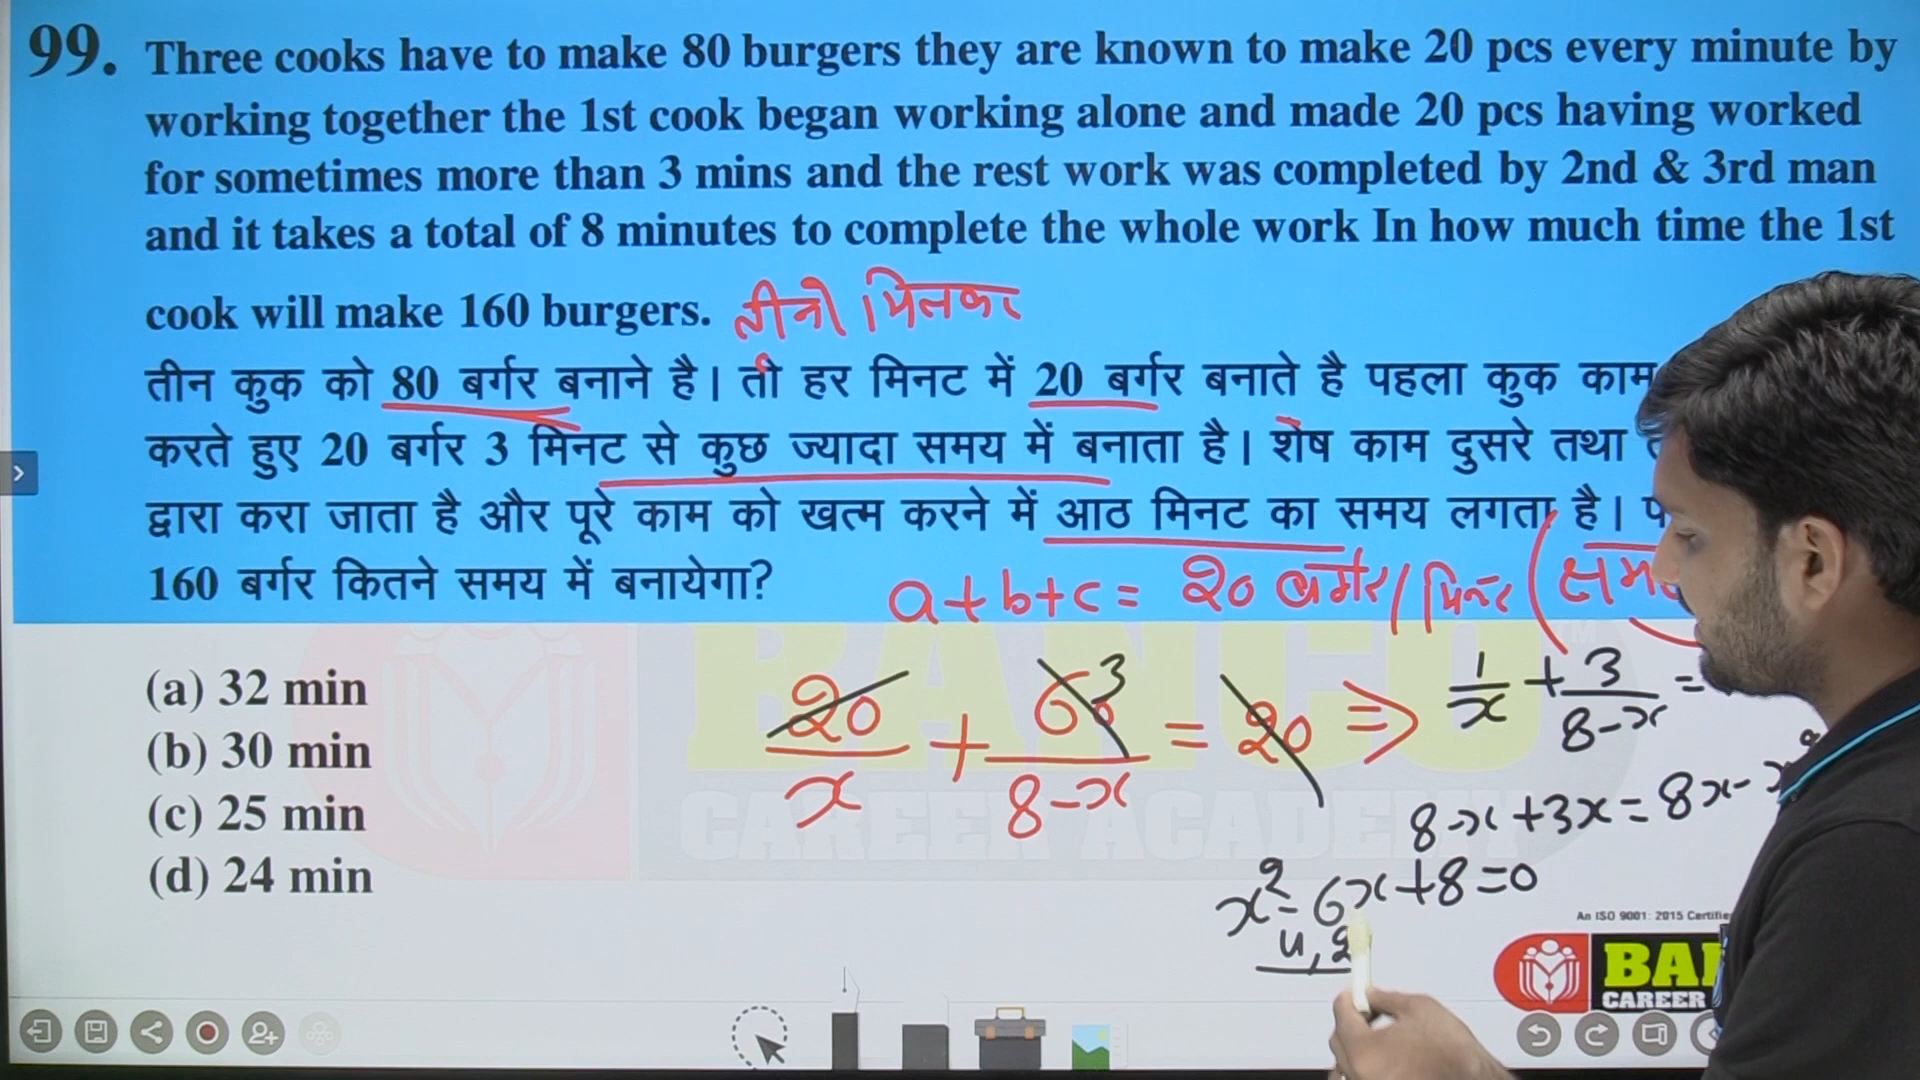 99. Three cooks have to make 80 burgers they are known to make 20 pcs every minute by
working together the 1st cook began working alone and made 20 pcs having worked
for sometimes more than 3 mins and the rest work was completed by 2nd & 3rd man
and it takes a total of 8 minutes to complete the whole work In how much time the 1st
cook will make 160 burgers. तीनो मिलकर
तीन कुक को 80 बर्गर बनाने है। तो हर मिनट में 20 बर्गर बनाते है पहला कुक काम
करते हुए 20 बर्गर 3 मिनट से कुछ ज्यादा समय में बनाता है। शेष काम दुसरे तथा
द्वारा करा जाता है और पूरे काम को खत्म करने में आठ मिनट का समय लगता है।
160 बर्गर कितने समय में बनायेगा?
a+b+c = 20 बर्गर/मिनट
(a) 32 min
(b) 30 min
(c) 25 min
(d) 24 min
20/x + 60/8-x = 20 ⇒ 1/x + 3/8-x =
3
8-x+3x=8x-
x²-6x+8=0
4, 2
BANCO
CAREER ACADEMY
TM
An ISO 9001: 2015
CAREER